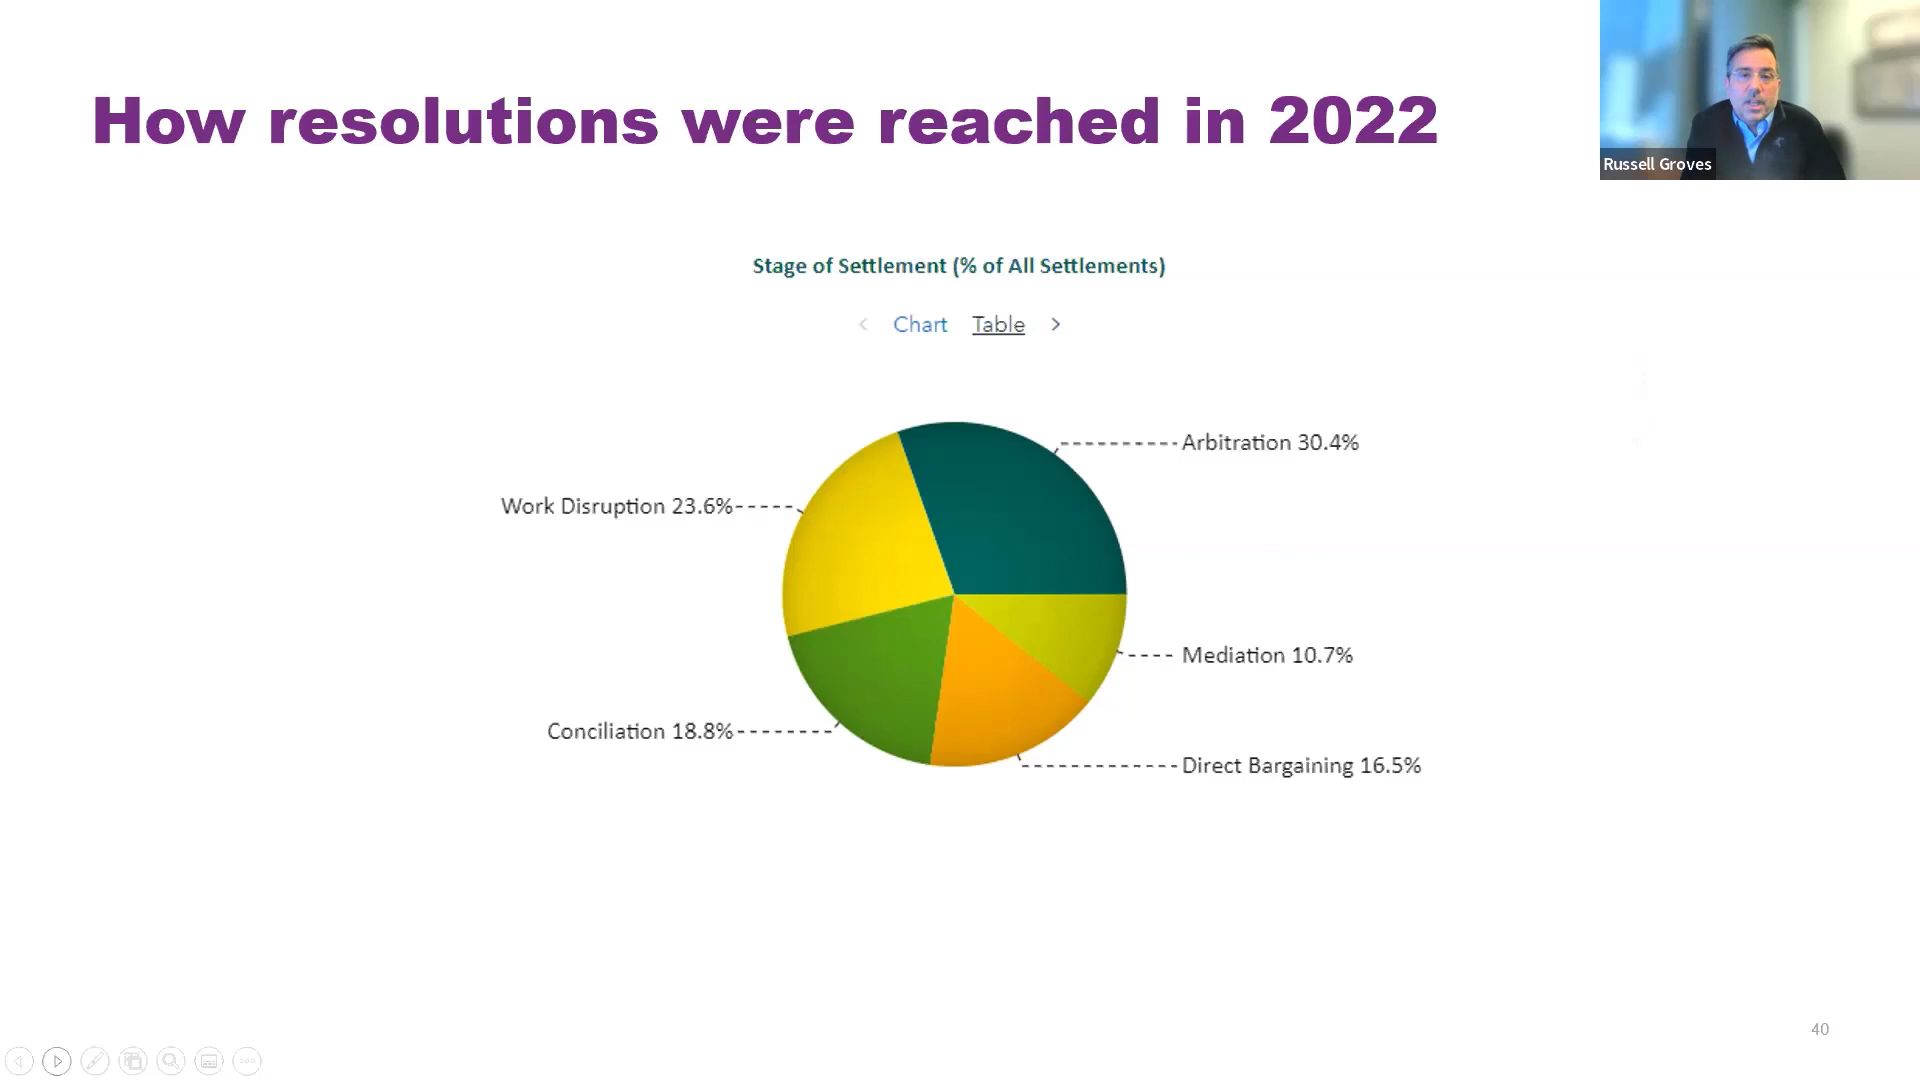 How resolutions were reached in 2022
Russell Groves
Stage of Settlement (% of All Settlements)
Chart Table
Arbitration 30.4%
Work Disruption 23.6%
Mediation 10.7%
Conciliation 18.8%
Direct Bargaining 16.5%
40